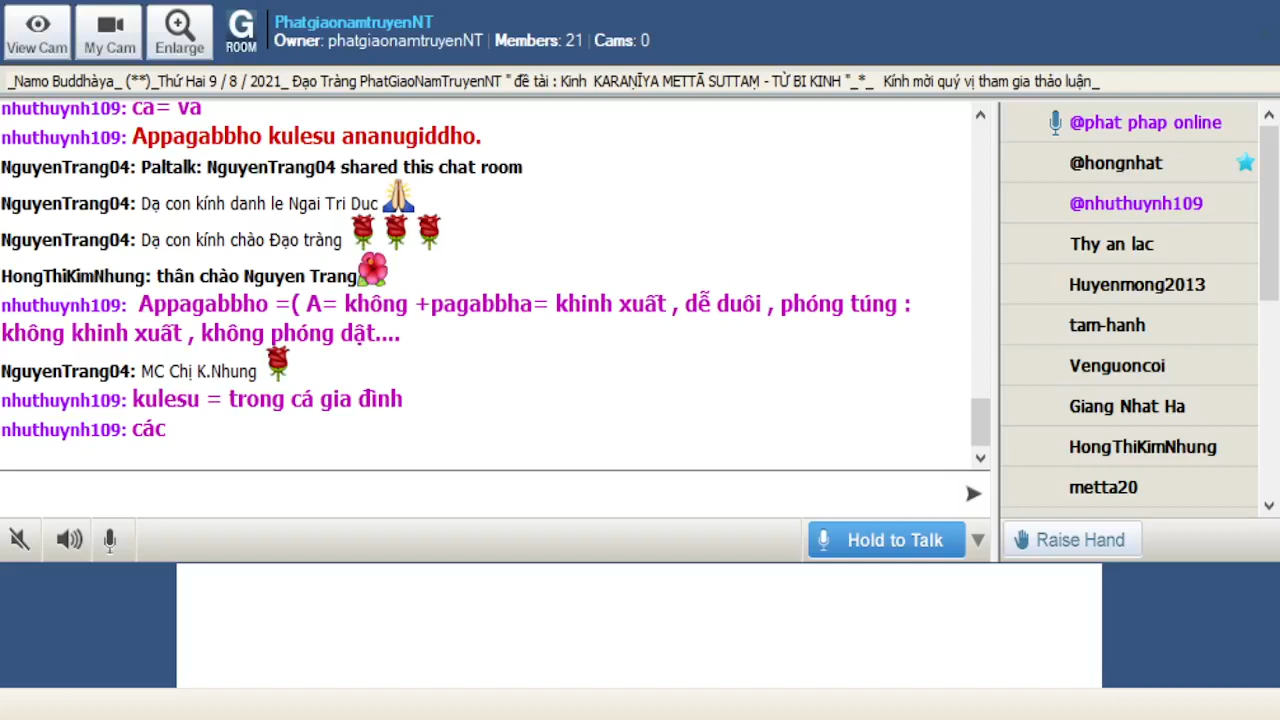 View Cam
My Cam
Enlarge
G
ROOM
PhatgiaonamtruyenNT
Owner: phatgiaonamtruyenNT | Members: 21 | Cams: 0
_Namo Buddhàya_ (**)_Thứ Hai 9 / 8 / 2021_ Đạo Tràng PhatGiaoNamTruyenNT " đề tài : Kinh KARAṆĪYA METTĀ SUTTAṂ - TỪ BI KINH "_*_ Kính mời quý vị tham gia thảo luận_
nhuthuynh109: ca= và
nhuthuynh109: Appagabbho kulesu ananugiddho.
NguyenTrang04: Paltalk: NguyenTrang04 shared this chat room
NguyenTrang04: Dạ con kính danh le Ngai Tri Duc
NguyenTrang04: Dạ con kính chào Đạo tràng
HongThiKimNhung: thân chào Nguyen Trang
nhuthuynh109: Appagabbho =( A= không +pagabbha= khinh xuất , dễ duôi , phóng túng :
không khinh xuất , không phóng dật....
NguyenTrang04: MC Chị K.Nhung
nhuthuynh109: kulesu = trong cá gia đình
nhuthuynh109: các
@phat phap online
@hongnhat
@nhuthuynh109
Thy an lac
Huyenmong2013
tam-hanh
Venguoncoi
Giang Nhat Ha
HongThiKimNhung
metta20
Hold to Talk
Raise Hand